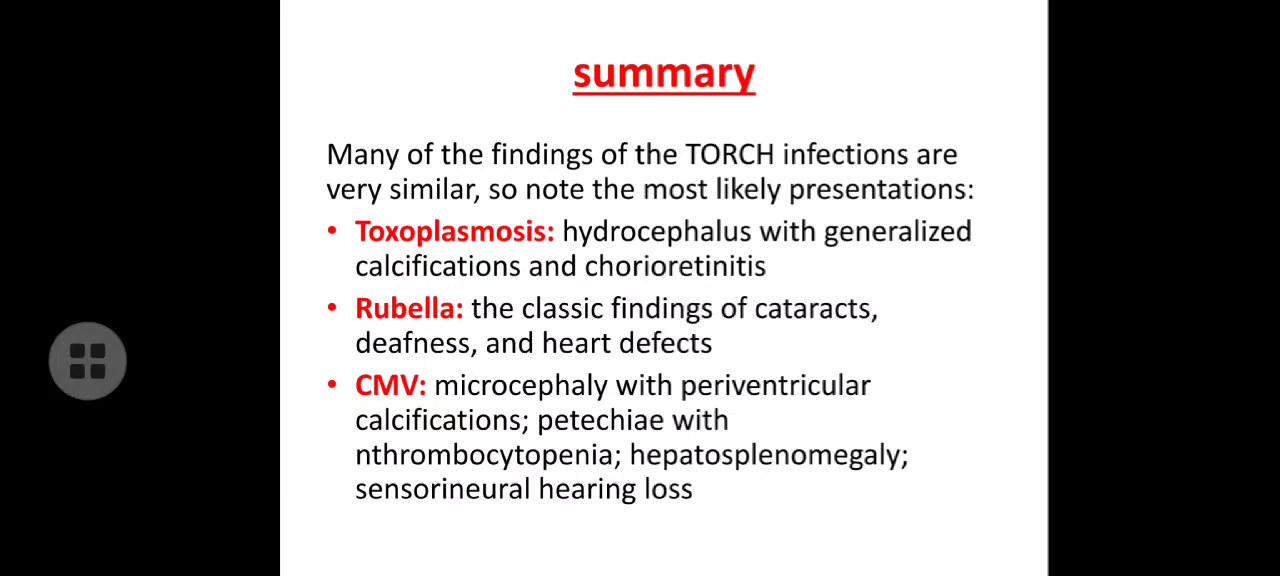 summary
Many of the findings of the TORCH infections are
very similar, so note the most likely presentations:
• Toxoplasmosis: hydrocephalus with generalized
calcifications and chorioretinitis
• Rubella: the classic findings of cataracts,
deafness, and heart defects
• CMV: microcephaly with periventricular
calcifications; petechiae with
nthrombocytopenia; hepatosplenomegaly;
sensorineural hearing loss